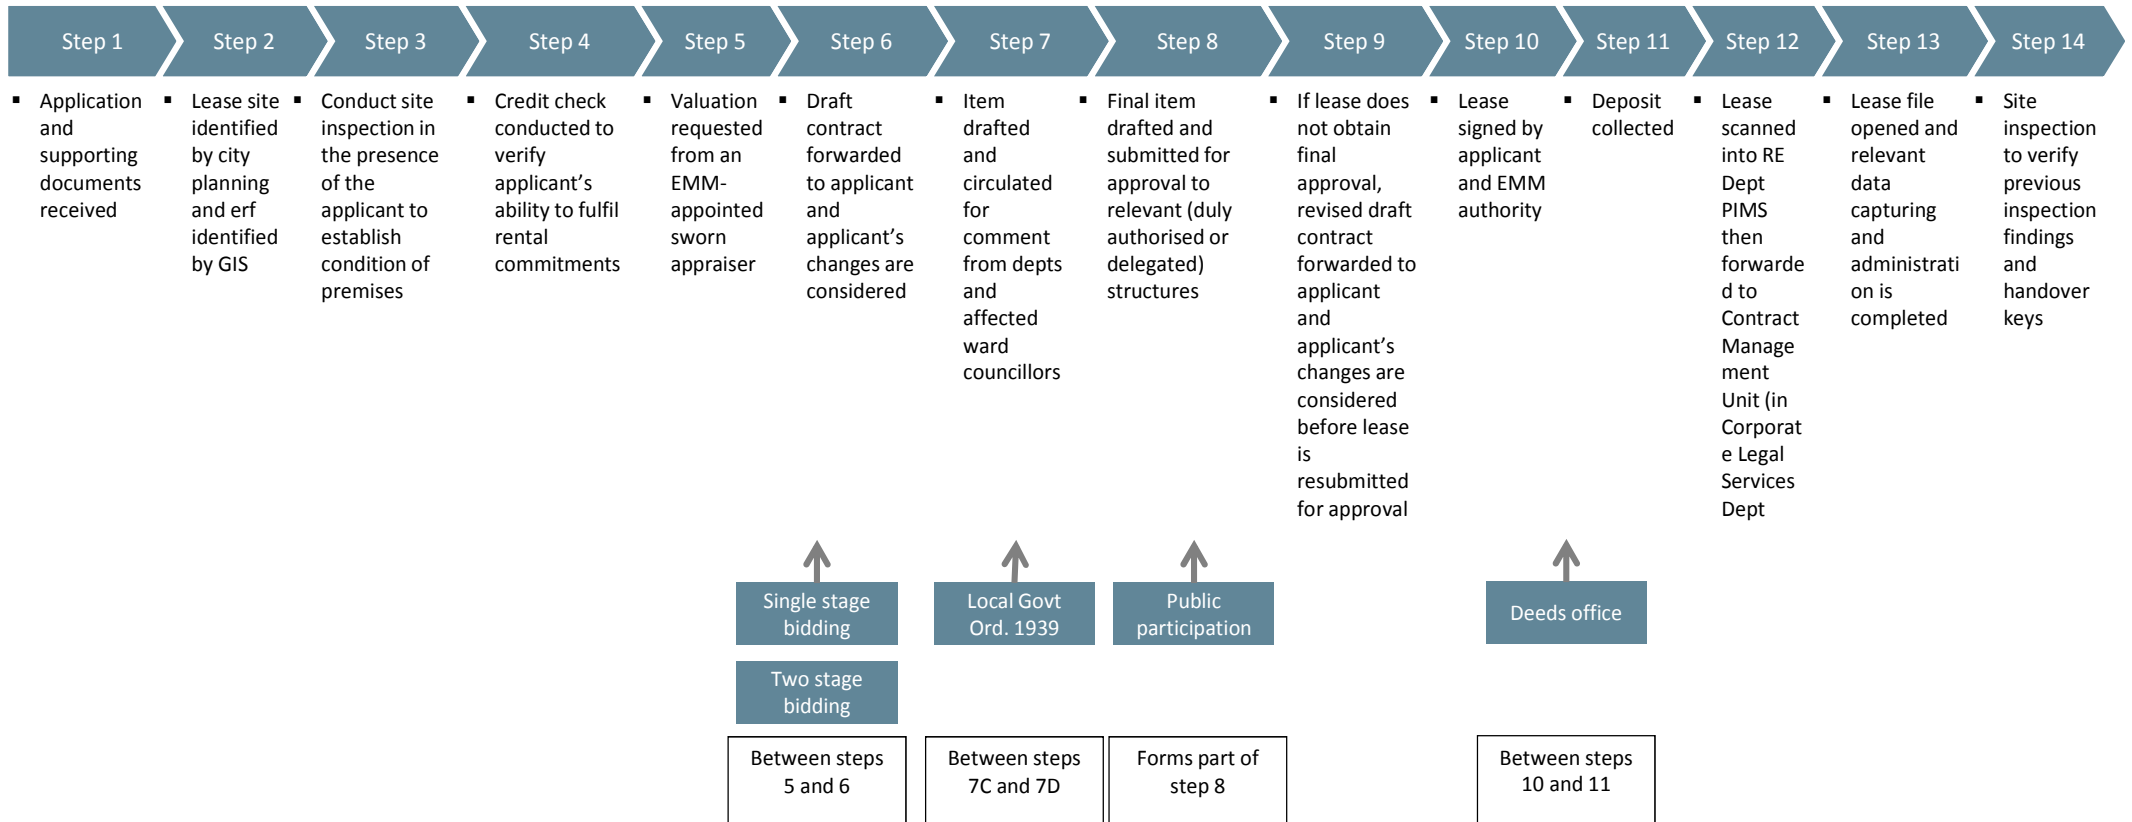 Step 1
Step 2
Step 3
Step 4
Step 5
Step 6
Step 7
Step 8
Step 9
Step 10
Step 11
Step 12
Step 13
Step 14
▪ Application
and
supporting
documents
received
▪ Lease site
identified
by city
planning
and erf
identified
by GIS
▪ Conduct site
inspection in
the presence
of the
applicant to
establish
condition of
premises
▪ Credit check
conducted to
verify
applicant’s
ability to fulfil
rental
commitments
▪ Valuation
requested
from an
EMM-
appointed
sworn
appraiser
▪ Draft
contract
forwarded
to applicant
and
applicant’s
changes are
considered
▪ Item
drafted
and
circulated
for
comment
from depts
and
affected
ward
councillors
▪ Final item
drafted and
submitted for
approval to
relevant (duly
authorised or
delegated)
structures
▪ If lease does
not obtain
final
approval,
revised draft
contract
forwarded to
applicant
and
applicant’s
changes are
considered
before lease
is
resubmitted
for approval
▪ Lease
signed by
applicant
and EMM
authority
▪ Deposit
collected
▪ Lease
scanned
into RE
Dept
PIMS
then
forwarde
d to
Contract
Manage
ment
Unit (in
Corporat
e Legal
Services
Dept
▪ Lease file
opened and
relevant
data
capturing
and
administrati
on is
completed
▪ Site
inspection
to verify
previous
inspection
findings
and
handover
keys
Single stage
bidding
Two stage
bidding
Between steps
5 and 6
Local Govt
Ord. 1939
Between steps
7C and 7D
Public
participation
Forms part of
step 8
Deeds office
Between steps
10 and 11